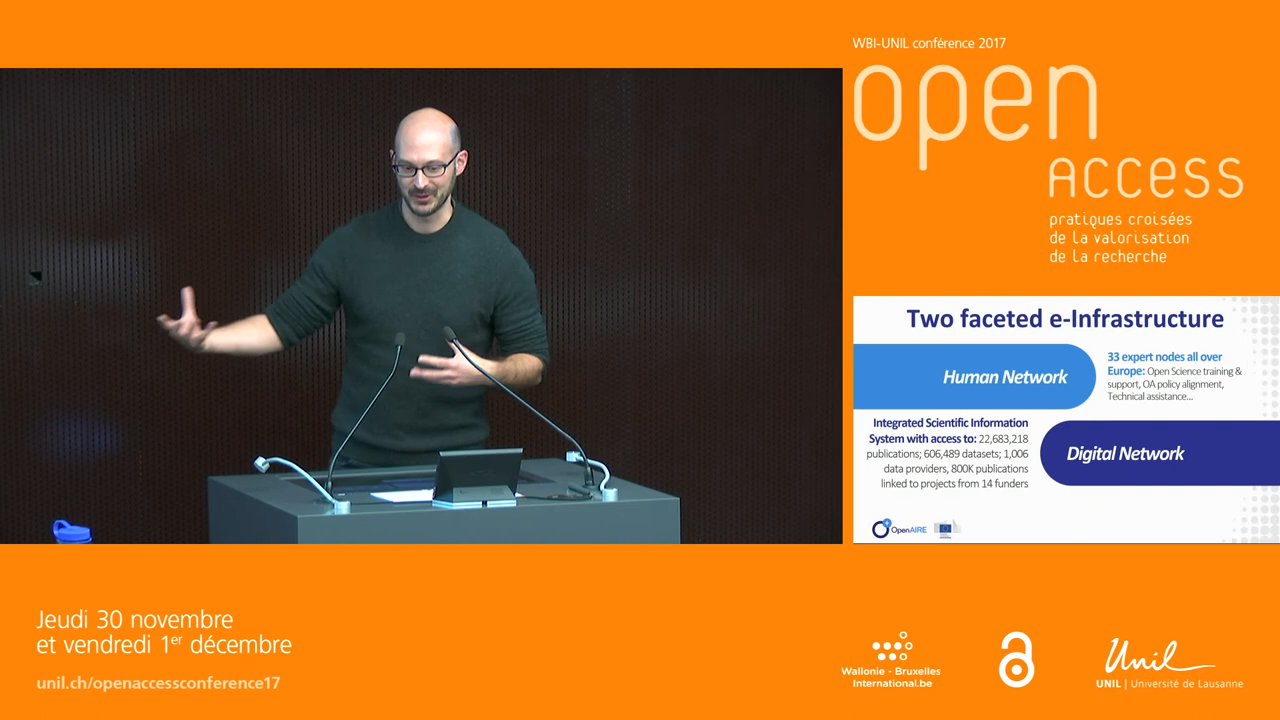 WBI-UNIL conférence 2017
open
access
pratiques croisées
de la valorisation
de la recherche
Two faceted e-Infrastructure
Human Network
33 expert nodes all over
Europe: Open Science training &
support, OA policy alignment,
Technical assistance...
Integrated Scientific Information
System with access to: 22,683,218
publications; 606,489 datasets; 1,006
data providers, 800K publications
linked to projects from 14 funders
Digital Network
OpenAIRE
Jeudi 30 novembre
et vendredi 1er décembre
unil.ch/openaccessconference17
Wallonie - Bruxelles
International.be
Unil
UNIL | Université de Lausanne